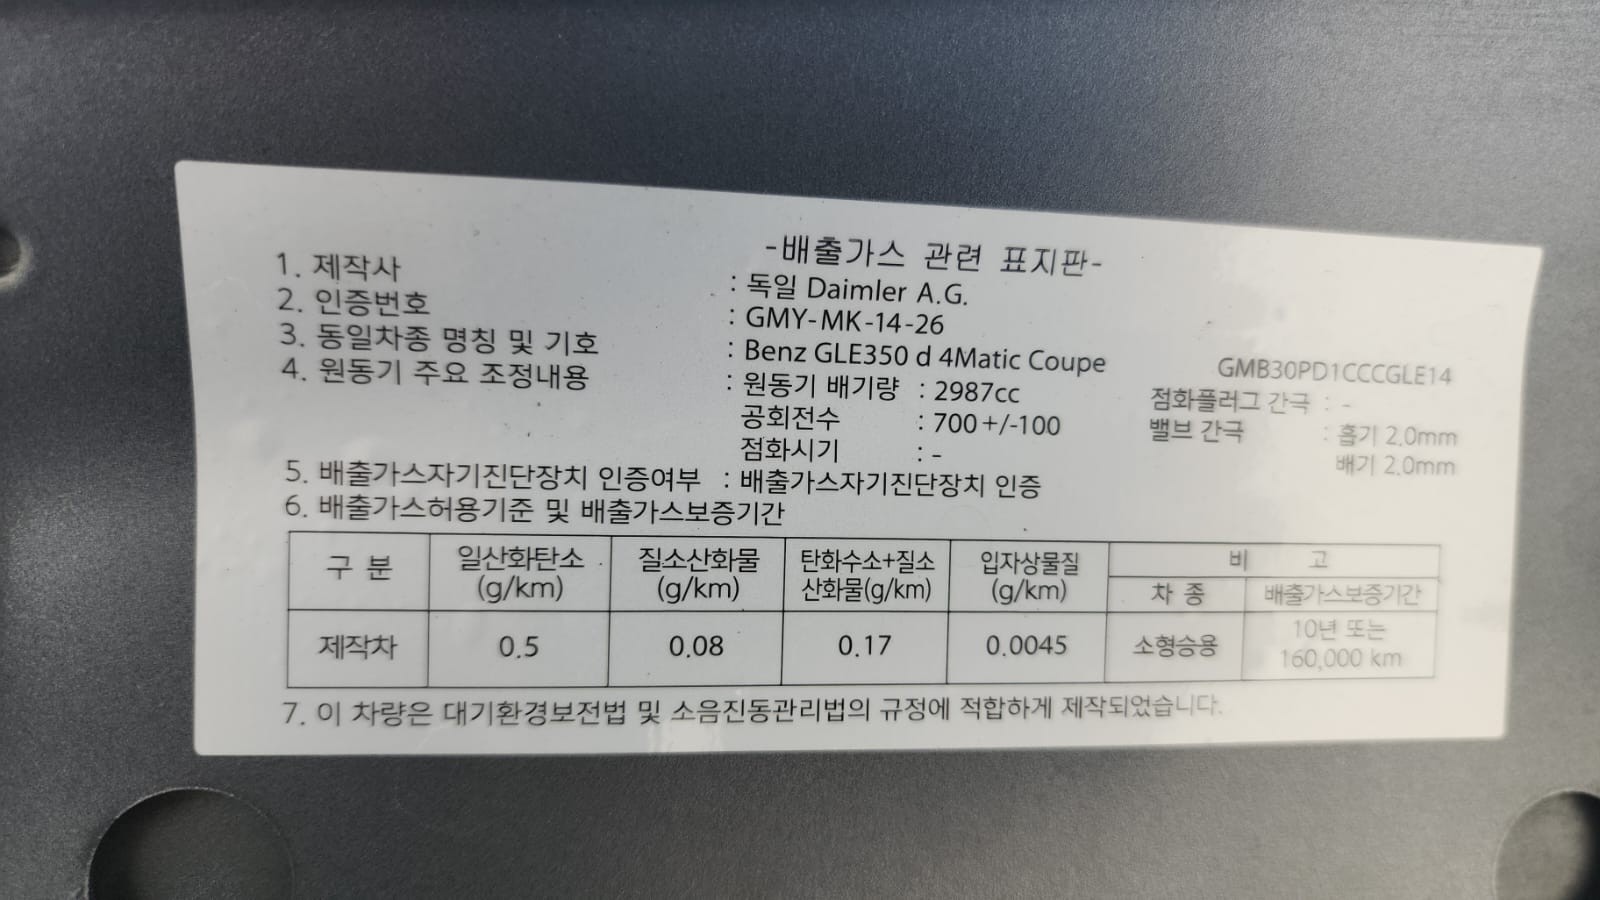 -배출가스 관련 표지판-
1. 제작사 : 독일 Daimler A.G.
2. 인증번호 : GMY-MK-14-26
3. 동일차종 명칭 및 기호 : Benz GLE350 d 4Matic Coupe GMB30PD1CCCGLE14
4. 원동기 주요 조정내용 : 원동기 배기량 : 2987cc 점화플러그 간극 : -
공회전수 : 700+/-100 밸브 간극 : 흡기 2.0mm
점화시기 : - 배기 2.0mm
5. 배출가스자기진단장치 인증여부 : 배출가스자기진단장치 인증
6. 배출가스허용기준 및 배출가스보증기간
구 분 일산화탄소 질소산화물 탄화수소+질소 입자상물질 비 고
(g/km) (g/km) 산화물(g/km) (g/km) 차 종 배출가스보증기간
제작차 0.5 0.08 0.17 0.0045 소형승용 10년 또는
160,000 km
7. 이 차량은 대기환경보전법 및 소음진동관리법의 규정에 적합하게 제작되었습니다.